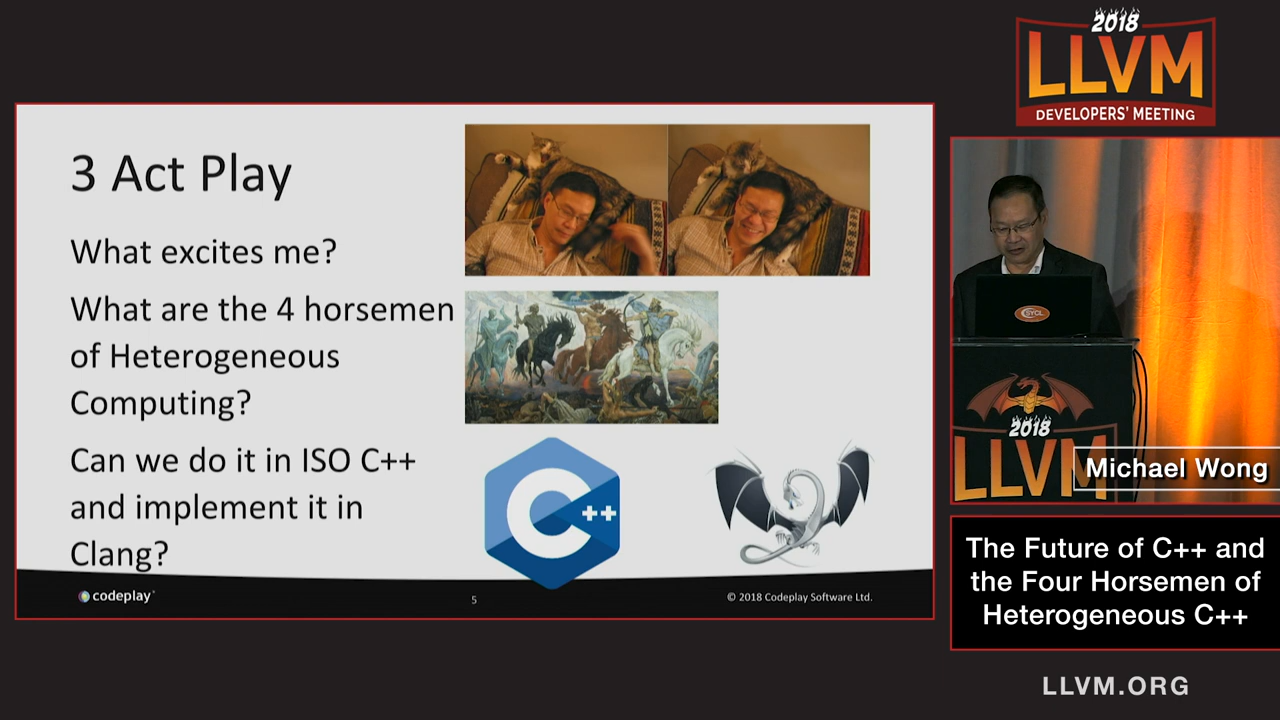 3 Act Play
What excites me?
What are the 4 horsemen
of Heterogeneous
Computing?
Can we do it in ISO C++
and implement it in
Clang?
C++
codeplay
5
© 2018 Codeplay Software Ltd.
2018
LLVM
DEVELOPERS' MEETING
SYCL
2018
LLVM
Michael Wong
The Future of C++ and
the Four Horsemen of
Heterogeneous C++
LLVM.ORG